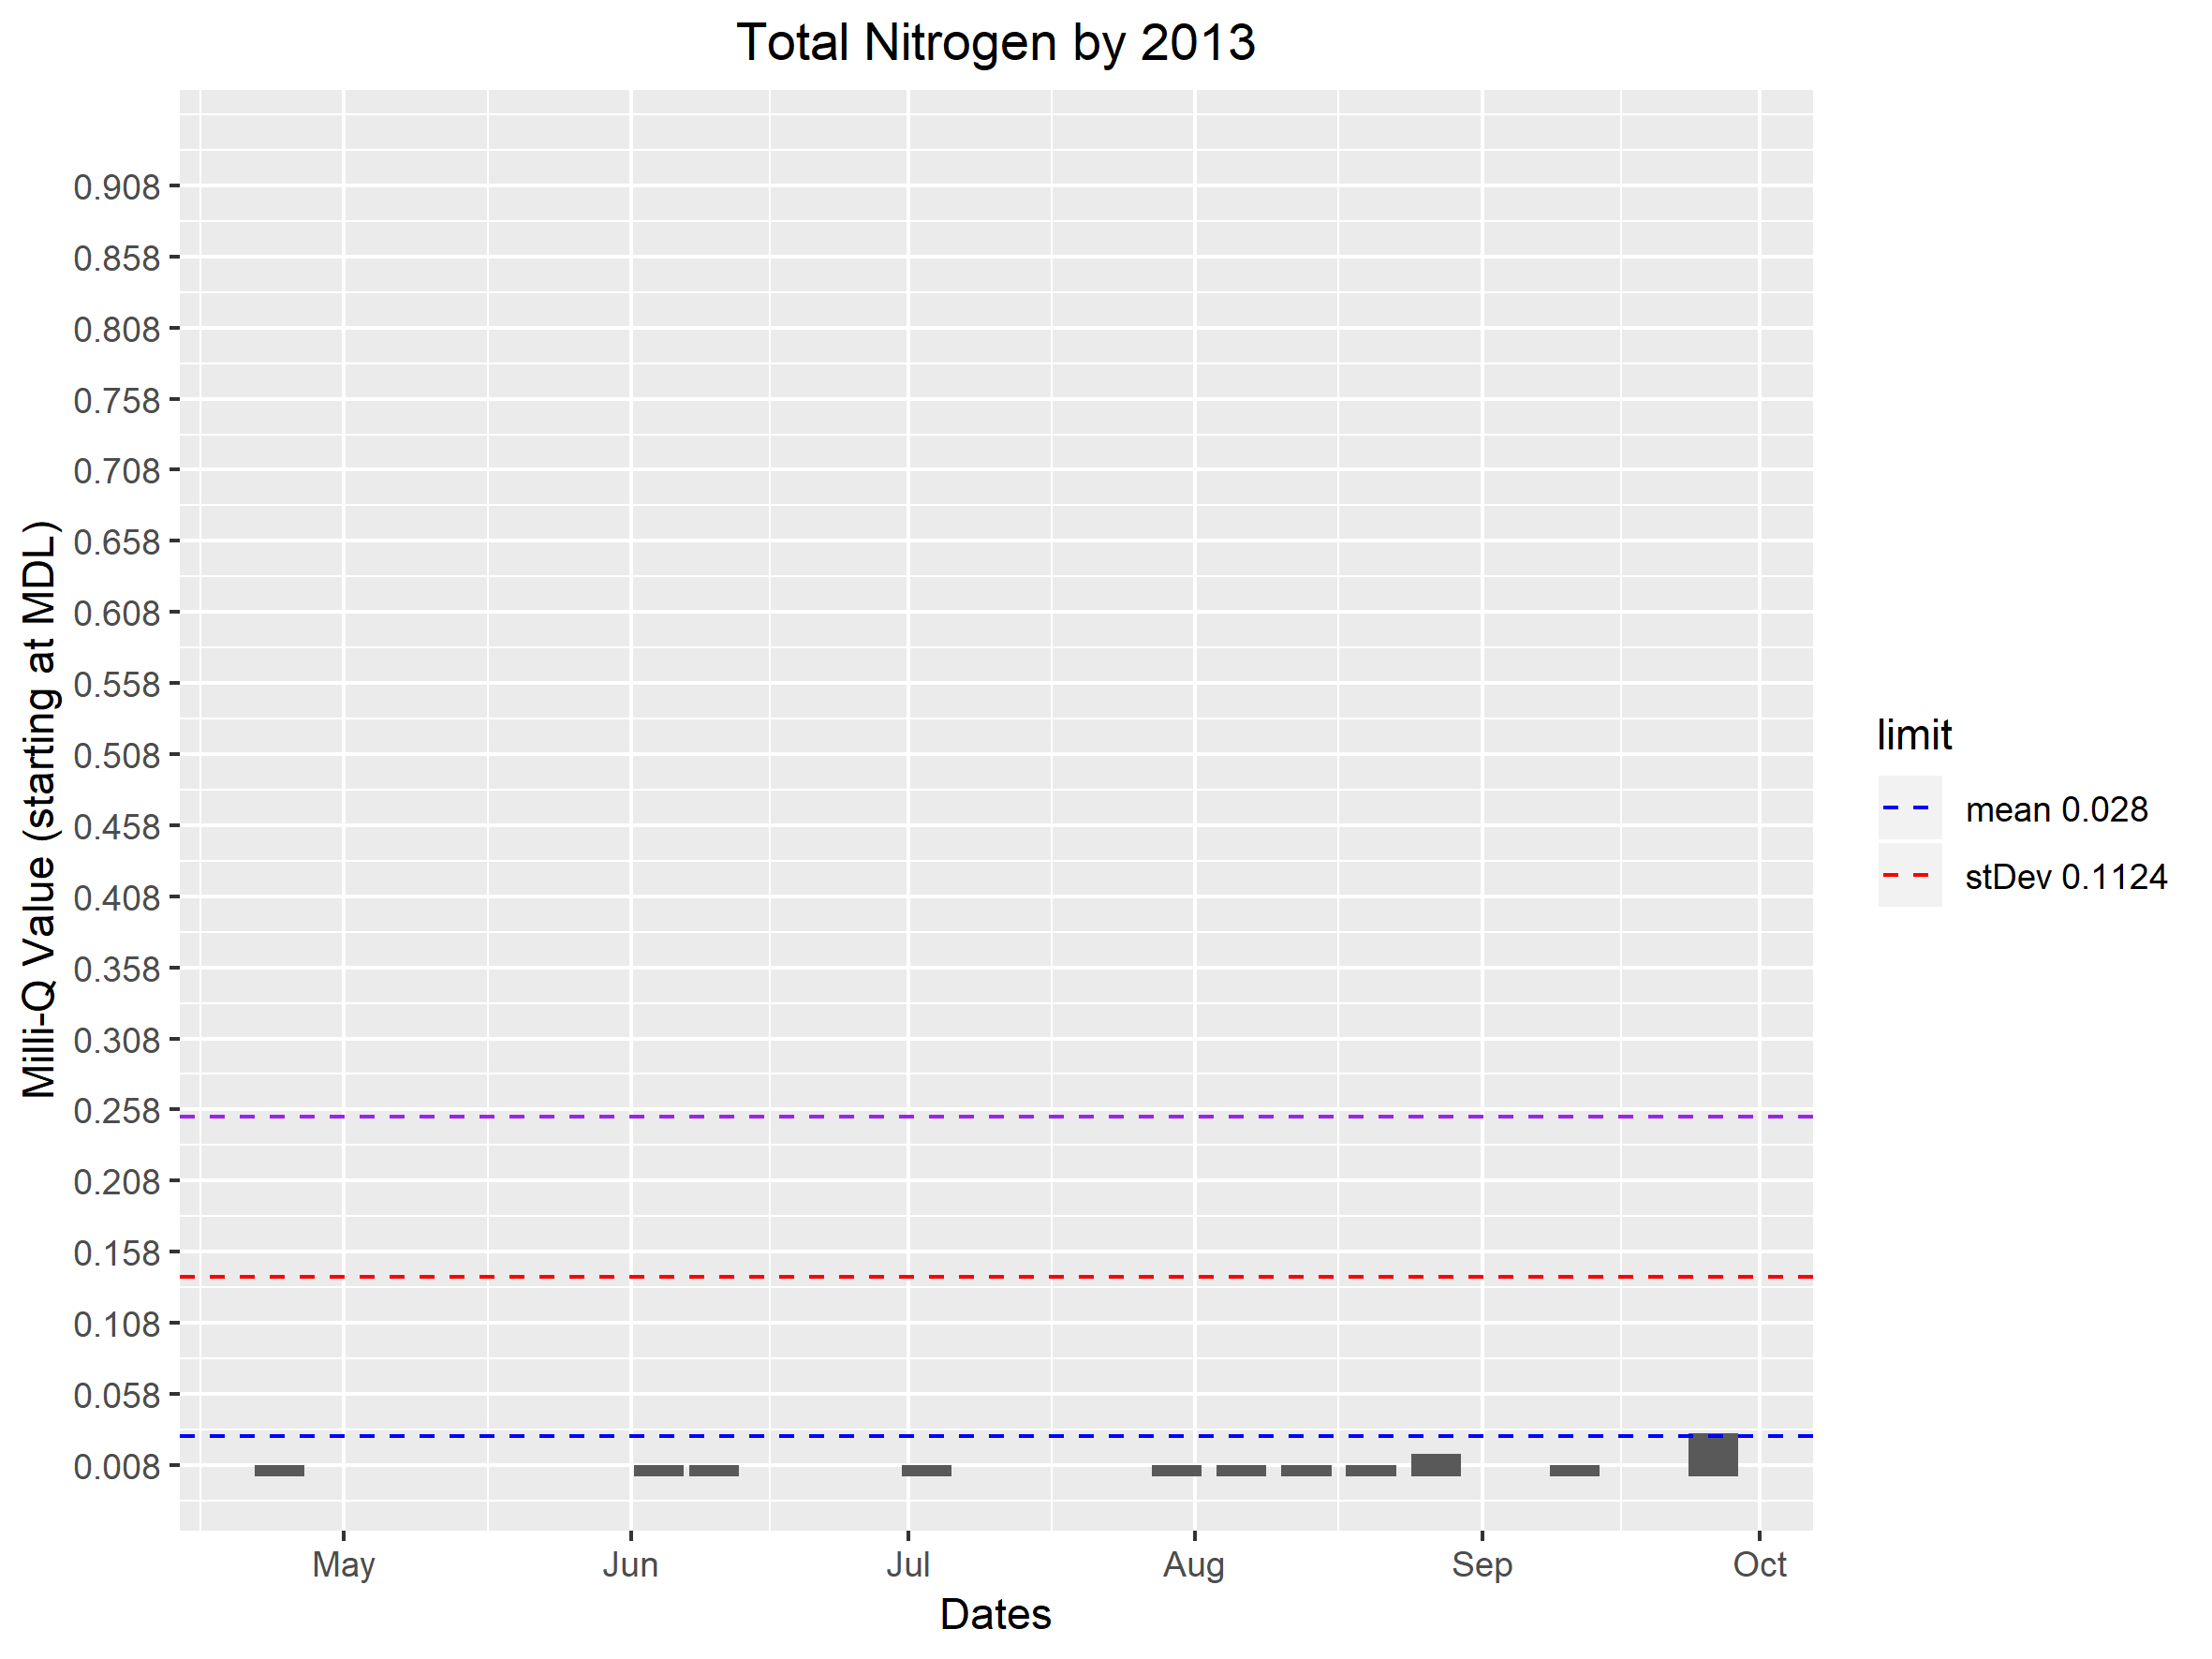 Total Nitrogen by 2013
Milli-Q Value (starting at MDL)
0.908
0.858
0.808
0.758
0.708
0.658
0.608
0.558
0.508
0.458
0.408
0.358
0.308
0.258
0.208
0.158
0.108
0.058
0.008
May Jun Jul Aug Sep Oct
Dates
limit
mean 0.028
stDev 0.1124